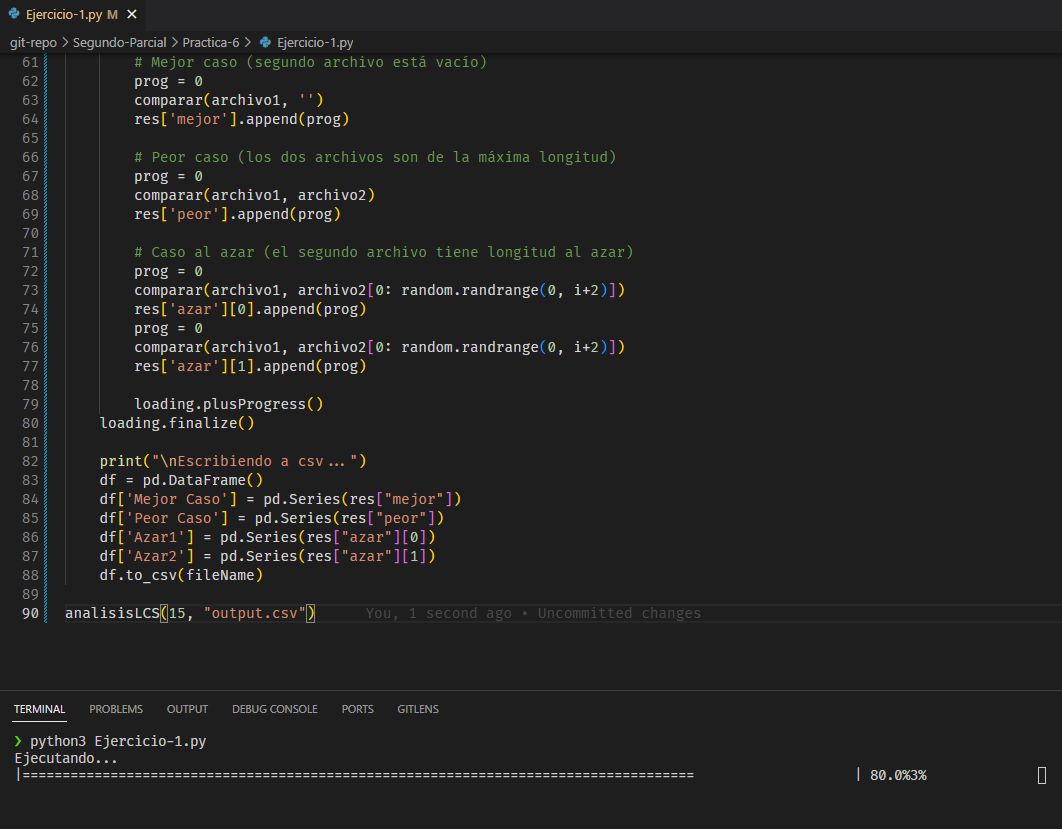 Ejercicio-1.py M
git-repo > Segundo-Parcial > Practica-6 > Ejercicio-1.py
61 # Mejor caso (segundo archivo está vacío)
62 prog = 0
63 comparar(archivo1, '')
64 res['mejor'].append(prog)
65
66 # Peor caso (los dos archivos son de la máxima longitud)
67 prog = 0
68 comparar(archivo1, archivo2)
69 res['peor'].append(prog)
70
71 # Caso al azar (el segundo archivo tiene longitud al azar)
72 prog = 0
73 comparar(archivo1, archivo2[0: random.randrange(0, i+2)])
74 res['azar'][0].append(prog)
75 prog = 0
76 comparar(archivo1, archivo2[0: random.randrange(0, i+2)])
77 res['azar'][1].append(prog)
78
79 loading.plusProgress()
80 loading.finalize()
81
82 print("\nEscribiendo a csv...")
83 df = pd.DataFrame()
84 df['Mejor Caso'] = pd.Series(res["mejor"])
85 df['Peor Caso'] = pd.Series(res["peor"])
86 df['Azar1'] = pd.Series(res["azar"][0])
87 df['Azar2'] = pd.Series(res["azar"][1])
88 df.to_csv(fileName)
89
90 analisisLCS(15, "output.csv") You, 1 second ago • Uncommitted changes
TERMINAL PROBLEMS OUTPUT DEBUG CONSOLE PORTS GITLENS
❯ python3 Ejercicio-1.py
Ejecutando...
|==================================================================================== | 80.0%3%